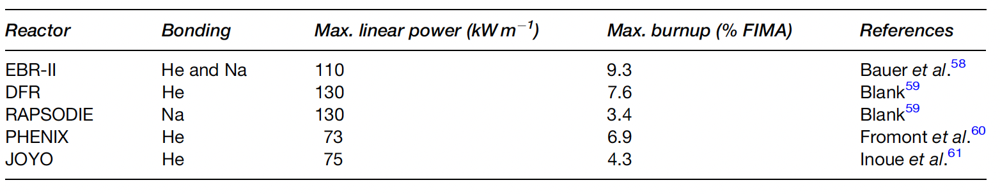 Reactor Bonding Max. linear power (kW m⁻¹) Max. burnup (% FIMA) References
EBR-II He and Na 110 9.3 Bauer et al.⁵⁸
DFR He 130 7.6 Blank⁵⁹
RAPSODIE Na 130 3.4 Blank⁵⁹
PHENIX He 73 6.9 Fromont et al.⁶⁰
JOYO He 75 4.3 Inoue et al.⁶¹